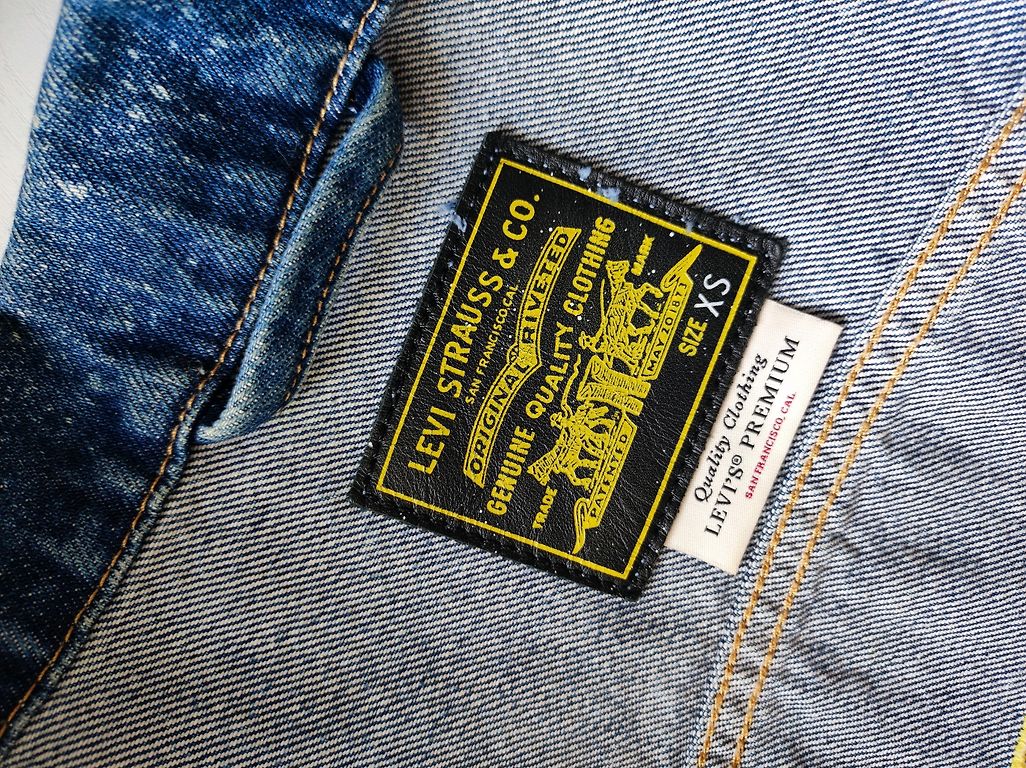 LEVI STRAUSS & CO.
SAN FRANCISCO, CAL.
ORIGINAL RIVETED
GENUINE QUALITY CLOTHING
TRADE MARK
PATENTED MAY 20 1873
SIZE XS
Quality Clothing
LEVI'S® PREMIUM
SAN FRANCISCO, CAL